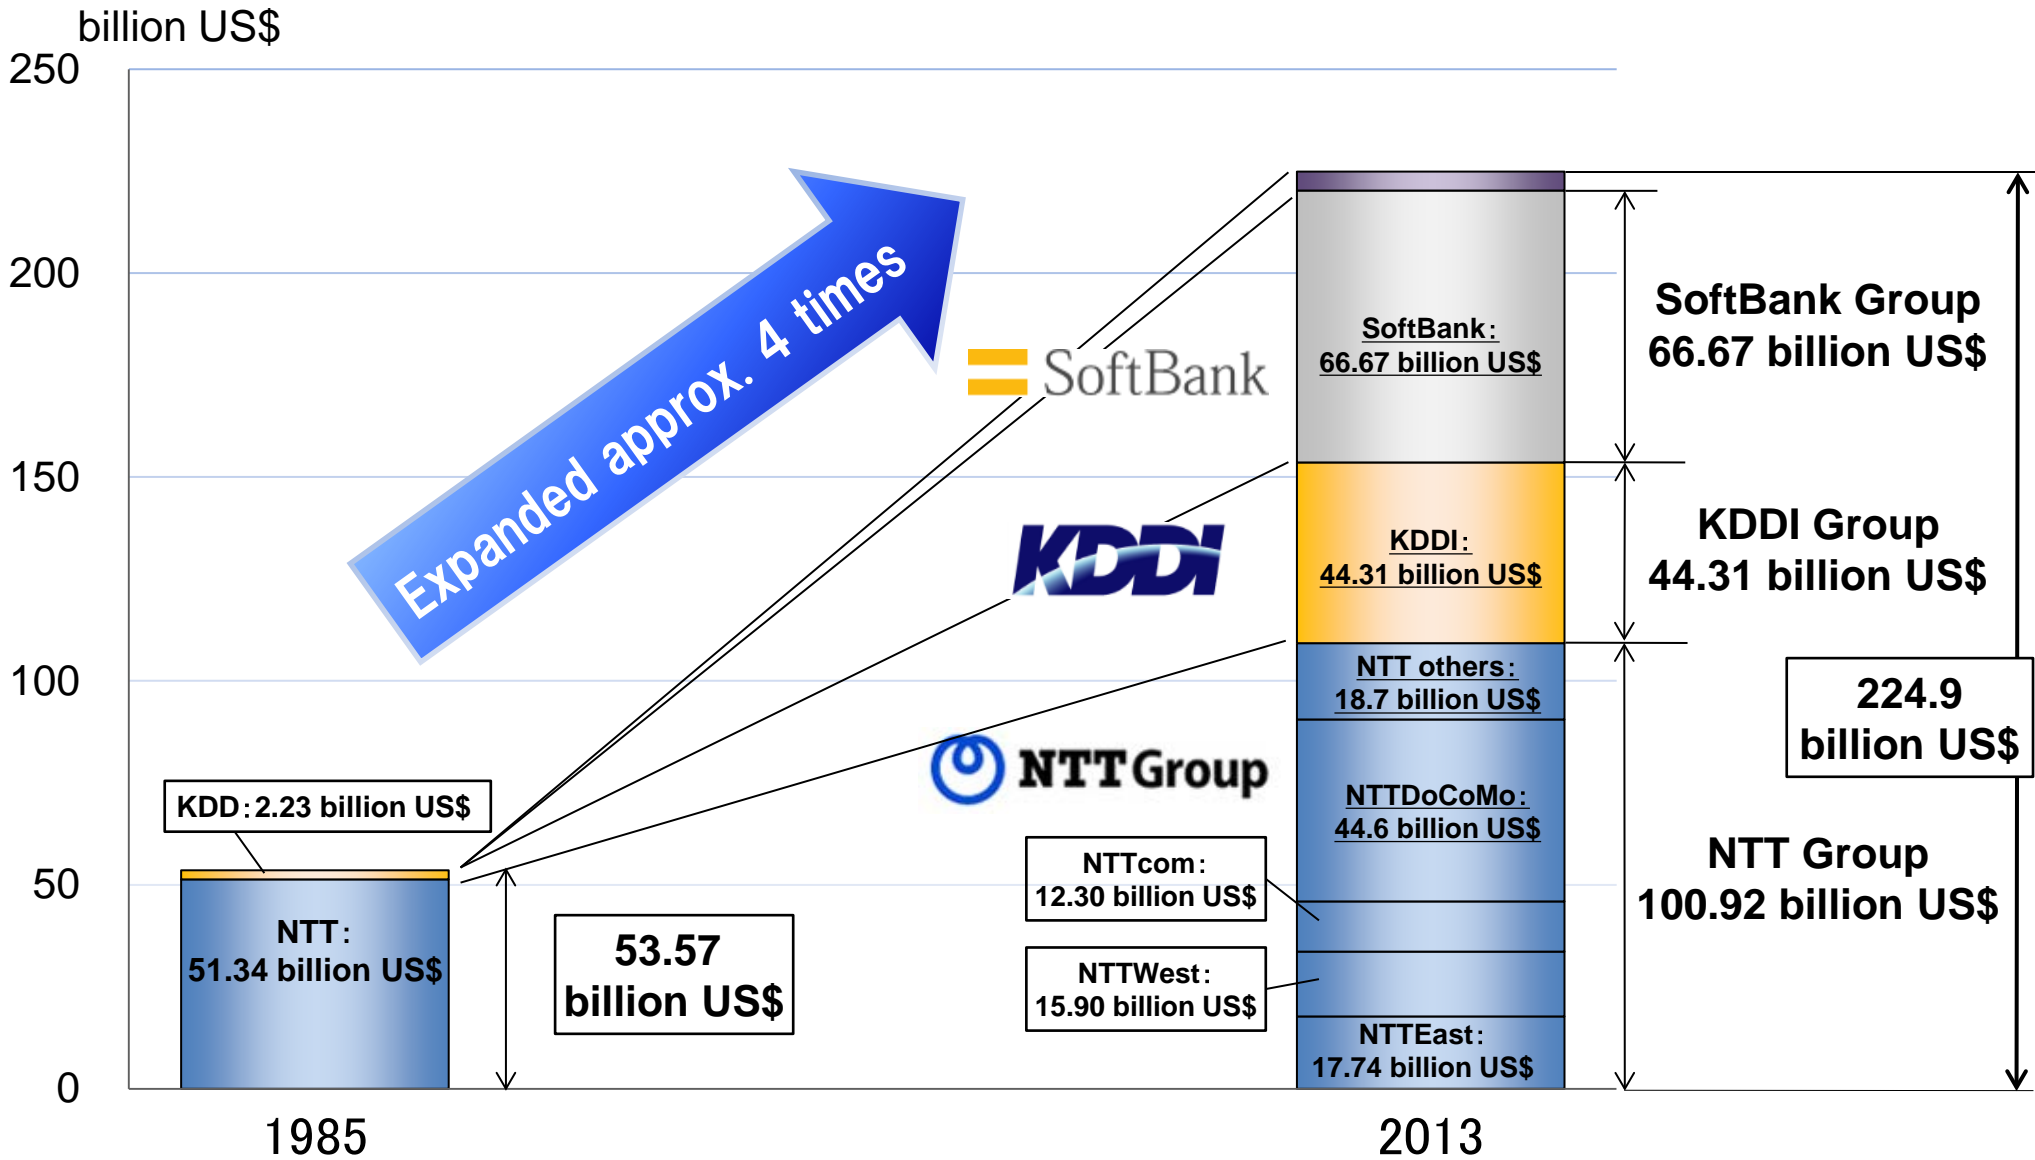 billion US$
250
200
150
100
50
0
Expanded approx. 4 times
SoftBank
KDDI
NTT Group
KDD：2.23 billion US$
NTT：
51.34 billion US$
53.57
billion US$
1985
SoftBank：
66.67 billion US$
KDDI：
44.31 billion US$
NTT others：
18.7 billion US$
NTTDoCoMo：
44.6 billion US$
NTTcom：
12.30 billion US$
NTTWest：
15.90 billion US$
NTTEast：
17.74 billion US$
2013
SoftBank Group
66.67 billion US$
KDDI Group
44.31 billion US$
NTT Group
100.92 billion US$
224.9
billion US$